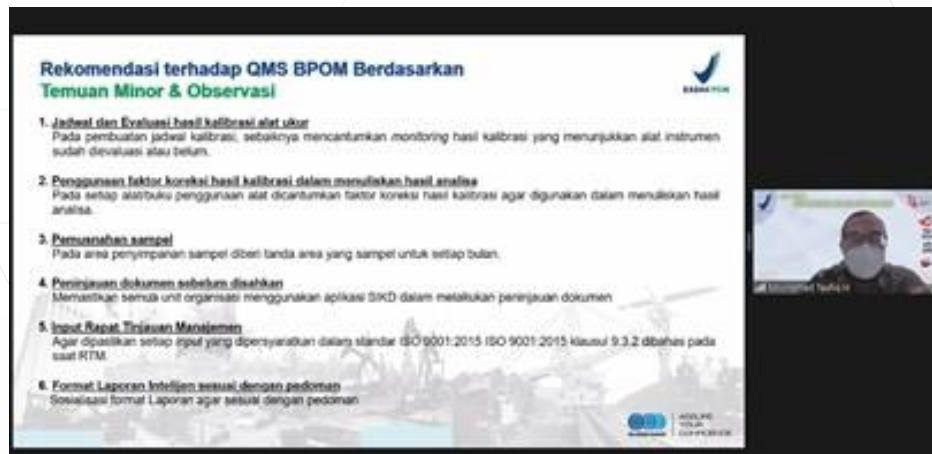 Rekomendasi terhadap QMS BPOM Berdasarkan
Temuan Minor & Observasi
BADAN POM
1. Jadwal dan Evaluasi hasil kalibrasi alat ukur
Pada pembuatan jadwal kalibrasi, sebaiknya mencantumkan monitoring hasil kalibrasi yang menunjukkan alat instrumen
sudah dievaluasi atau belum.
2. Penggunaan faktor koreksi hasil kalibrasi dalam menuliskan hasil analisa
Pada setiap alat/buku penggunaan alat dicantumkan faktor koreksi hasil kalibrasi agar digunakan dalam menuliskan hasil
analisa.
3. Pemusnahan sampel
Pada area penyimpanan sampel diberi tanda area yang sampel untuk setiap bulan.
4. Peninjauan dokumen sebelum disahkan
Memastikan semua unit organisasi menggunakan aplikasi SIKD dalam melakukan peninjauan dokumen
5. Input Rapat Tinjauan Manajemen
Agar dipastikan setiap input yang dipersyaratkan dalam standar ISO 9001:2015 ISO 9001:2015 klausul 9.3.2 dibahas pada
saat RTM.
6. Format Laporan Intelijen sesuai dengan pedoman
Sosialisasi format Laporan agar sesuai dengan pedoman